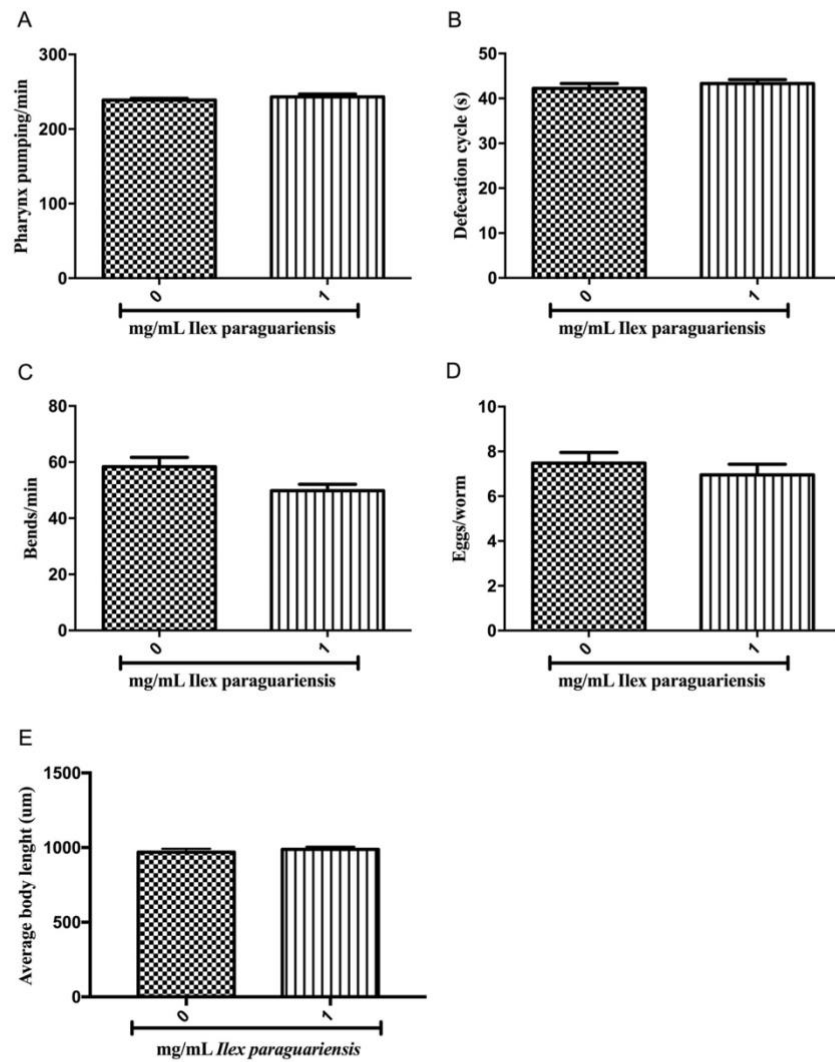 A
Pharynx pumping/min
300
200
100
0
0
1
mg/mL Ilex paraguariensis
B
Defecation cycle (s)
50
40
30
20
10
0
0
1
mg/mL Ilex paraguariensis
C
Bends/min
80
60
40
20
0
0
1
mg/mL Ilex paraguariensis
D
Eggs/worm
10
8
6
4
2
0
0
1
mg/mL Ilex paraguariensis
E
Average body lenght (um)
1500
1000
500
0
0
1
mg/mL Ilex paraguariensis